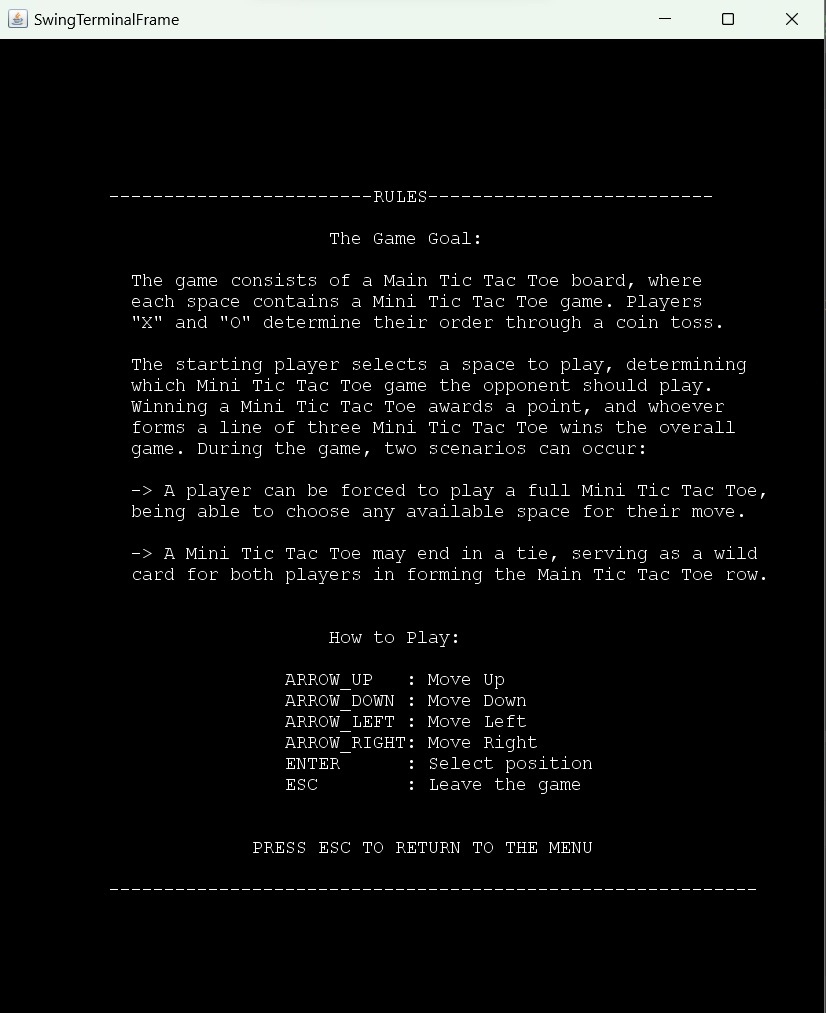 SwingTerminalFrame
------------------------RULES--------------------------
The Game Goal:
The game consists of a Main Tic Tac Toe board, where
each space contains a Mini Tic Tac Toe game. Players
"X" and "O" determine their order through a coin toss.
The starting player selects a space to play, determining
which Mini Tic Tac Toe game the opponent should play.
Winning a Mini Tic Tac Toe awards a point, and whoever
forms a line of three Mini Tic Tac Toe wins the overall
game. During the game, two scenarios can occur:
-> A player can be forced to play a full Mini Tic Tac Toe,
being able to choose any available space for their move.
-> A Mini Tic Tac Toe may end in a tie, serving as a wild
card for both players in forming the Main Tic Tac Toe row.
How to Play:
ARROW_UP   : Move Up
ARROW_DOWN : Move Down
ARROW_LEFT : Move Left
ARROW_RIGHT: Move Right
ENTER      : Select position
ESC        : Leave the game
PRESS ESC TO RETURN TO THE MENU
-----------------------------------------------------------